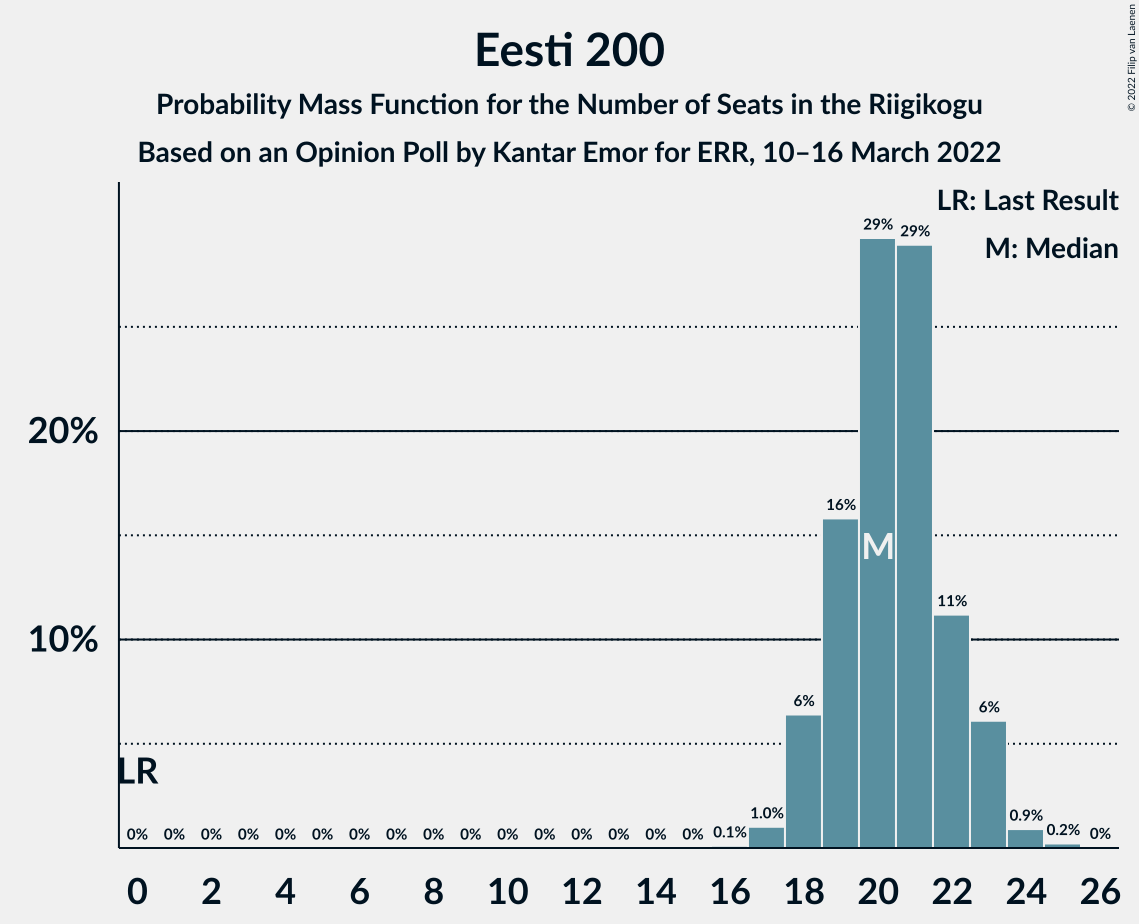 Eesti 200
Probability Mass Function for the Number of Seats in the Riigikogu
Based on an Opinion Poll by Kantar Emor for ERR, 10–16 March 2022
© 2022 Filip van Laenen
LR: Last Result
M: Median
29% 29%
20%
16%
M
11%
10%
6% 6%
LR
0% 0% 0% 0% 0% 0% 0% 0% 0% 0% 0% 0% 0% 0% 0% 0% 0.1% 1.0% 0.9% 0.2% 0%
0 2 4 6 8 10 12 14 16 18 20 22 24 26